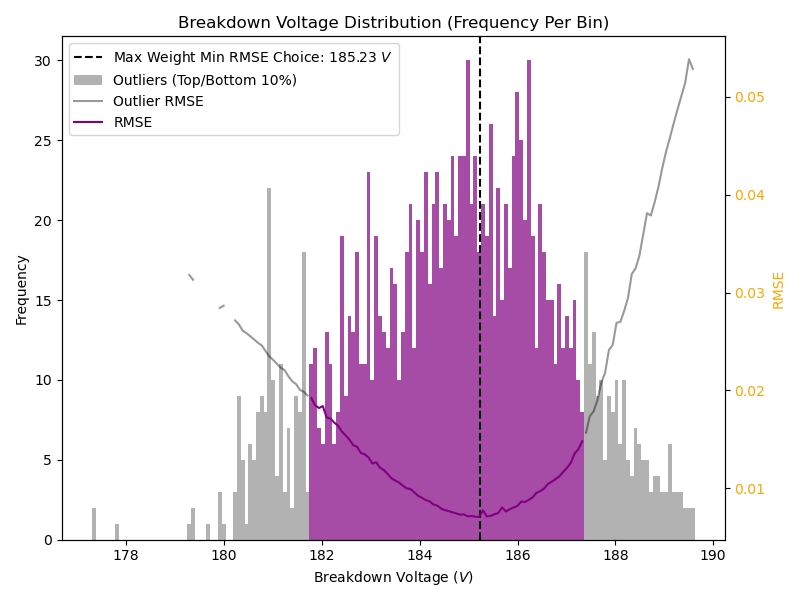 Breakdown Voltage Distribution (Frequency Per Bin)
Max Weight Min RMSE Choice: 185.23 V
Outliers (Top/Bottom 10%)
Outlier RMSE
RMSE
30
25
20
15
10
5
0
Frequency
0.05
0.04
0.03
0.02
0.01
RMSE
178 180 182 184 186 188 190
Breakdown Voltage (V)